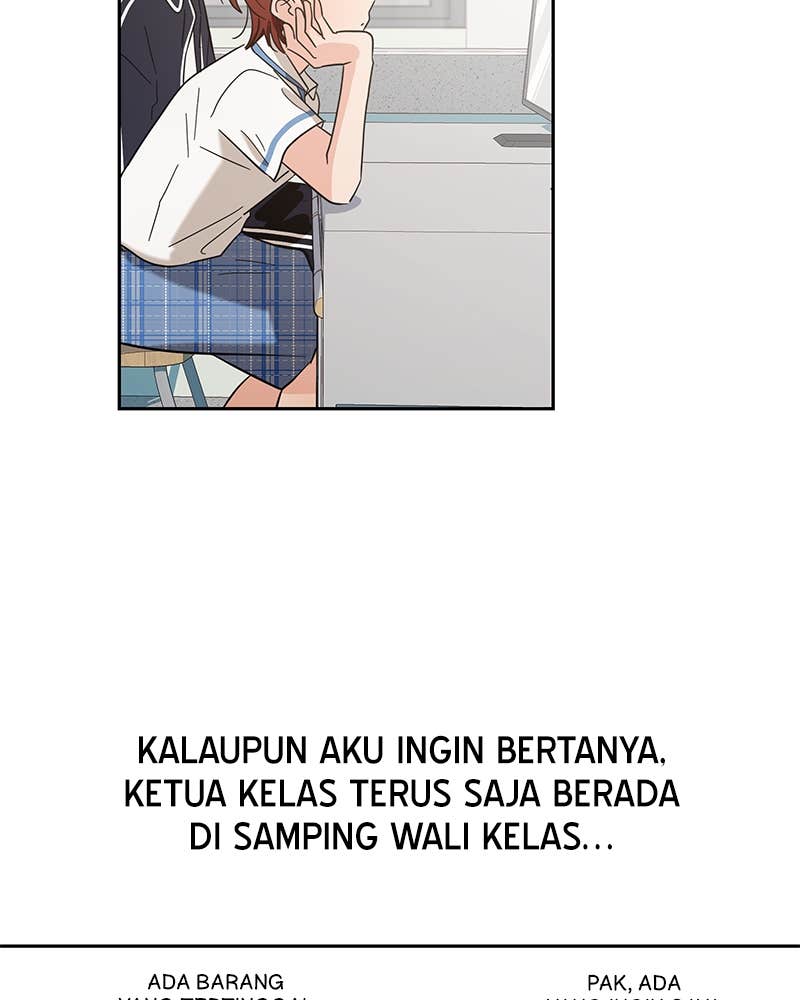 KALAUPUN AKU INGIN BERTANYA,
KETUA KELAS TERUS SAJA BERADA
DI SAMPING WALI KELAS...
ADA BARANG
PAK, ADA